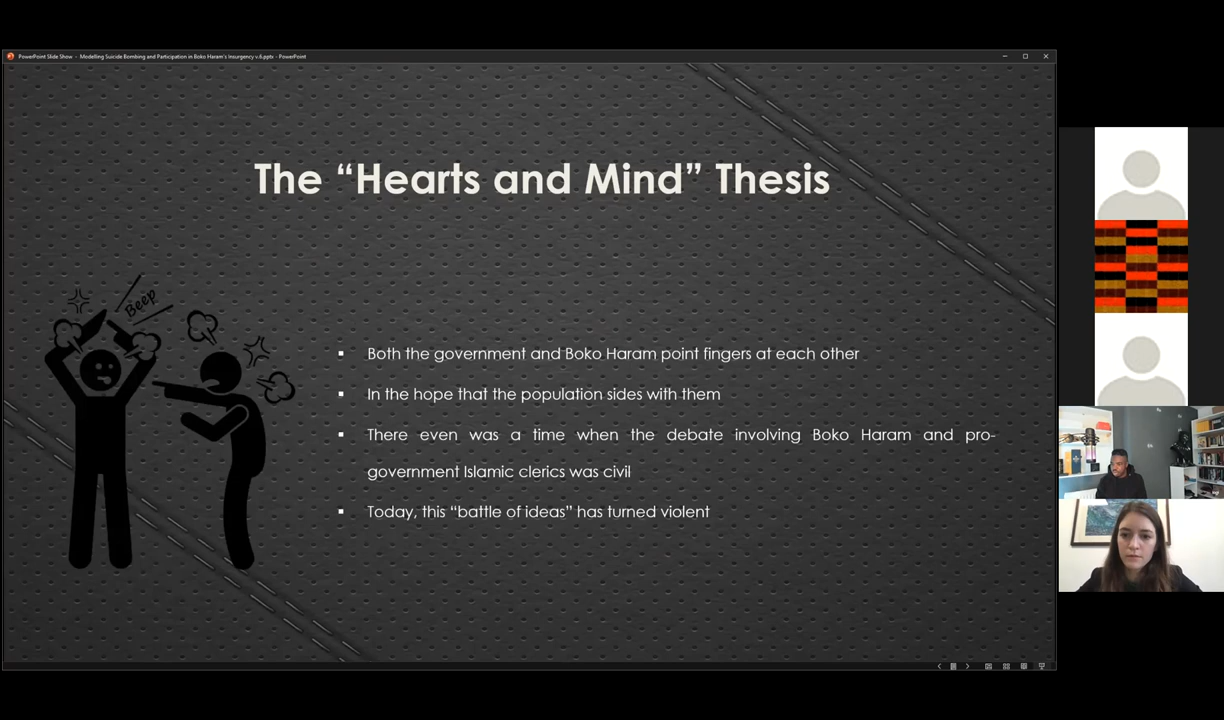 PowerPoint Slide Show - Modelling Suicide Bombing and Participation in Boko Haram's Insurgency v.6.pptx - PowerPoint
The “Hearts and Mind” Thesis
Beep
▪ Both the government and Boko Haram point fingers at each other
▪ In the hope that the population sides with them
▪ There even was a time when the debate involving Boko Haram and pro-
government Islamic clerics was civil
▪ Today, this “battle of ideas” has turned violent